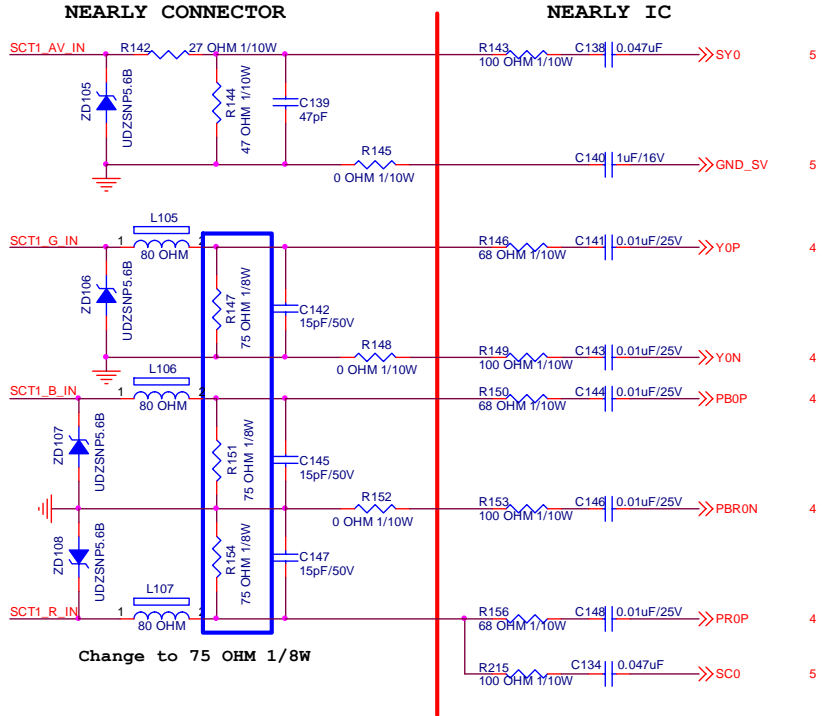 NEARLY CONNECTOR
NEARLY IC
SCT1_AV_IN
R142
27 OHM 1/10W
R143
100 OHM 1/10W
C138
0.047uF
SY0
5
ZD105
UDZSNP5.6B
R144
47 OHM 1/10W
C139
47pF
R145
0 OHM 1/10W
C140
1uF/16V
GND_SV
5
L105
SCT1_G_IN
1
2
80 OHM
R146
68 OHM 1/10W
C141
0.01uF/25V
Y0P
4
ZD106
UDZSNP5.6B
R147
75 OHM 1/8W
C142
15pF/50V
R148
0 OHM 1/10W
R149
100 OHM 1/10W
C143
0.01uF/25V
Y0N
4
L106
SCT1_B_IN
1
2
80 OHM
R150
68 OHM 1/10W
C144
0.01uF/25V
PB0P
4
ZD107
UDZSNP5.6B
R151
75 OHM 1/8W
C145
15pF/50V
R152
0 OHM 1/10W
R153
100 OHM 1/10W
C146
0.01uF/25V
PBR0N
4
ZD108
UDZSNP5.6B
R154
75 OHM 1/8W
C147
15pF/50V
L107
SCT1_R_IN
1
2
80 OHM
R156
68 OHM 1/10W
C148
0.01uF/25V
PR0P
4
Change to 75 OHM 1/8W
R215
100 OHM 1/10W
C134
0.047uF
SC0
5